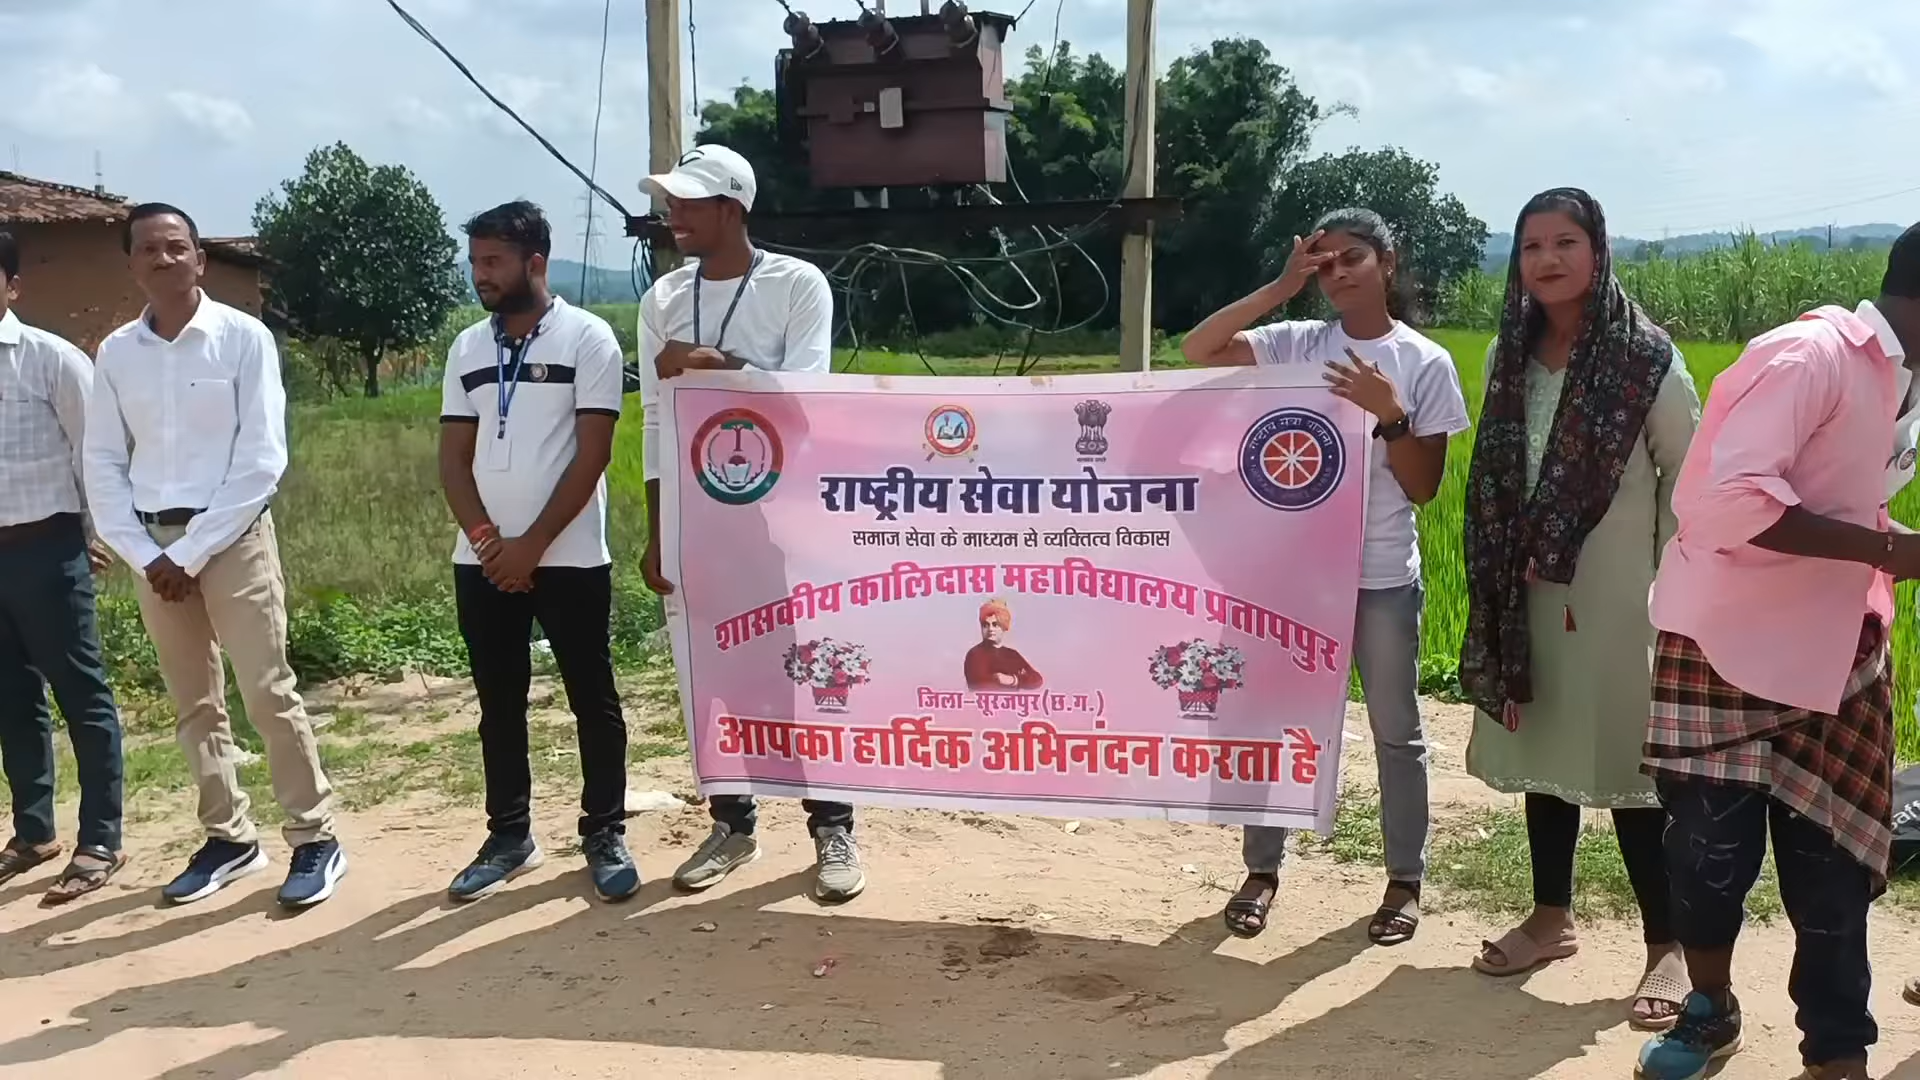 राष्ट्रीय सेवा योजना
समाज सेवा के माध्यम से व्यक्तित्व विकास
शासकीय कालिदास महाविद्यालय प्रतापपुर
जिला-सूरजपुर(छ.ग.)
आपका हार्दिक अभिनंदन करता है